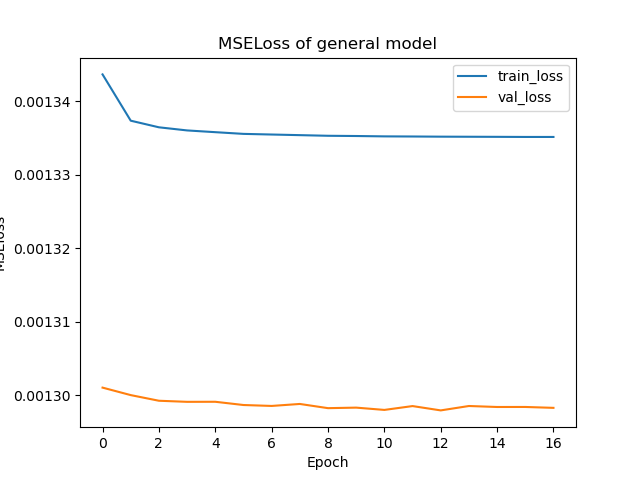 MSELoss of general model
train_loss
val_loss
0.00134
0.00133
0.00132
0.00131
0.00130
MSEloss
0 2 4 6 8 10 12 14 16
Epoch